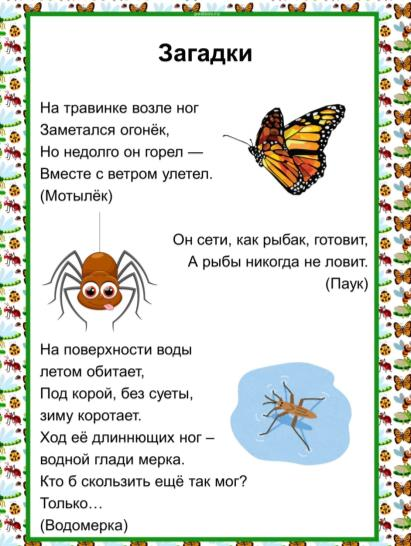 Загадки
На травинке возле ног
Заметался огонёк,
Но недолго он горел —
Вместе с ветром улетел.
(Мотылёк)
Он сети, как рыбак, готовит,
А рыбы никогда не ловит.
(Паук)
На поверхности воды
летом обитает,
Под корой, без суеты,
зиму коротает.
Ход её длиннющих ног –
водной глади мерка.
Кто б скользить ещё так мог?
Только…
(Водомерка)